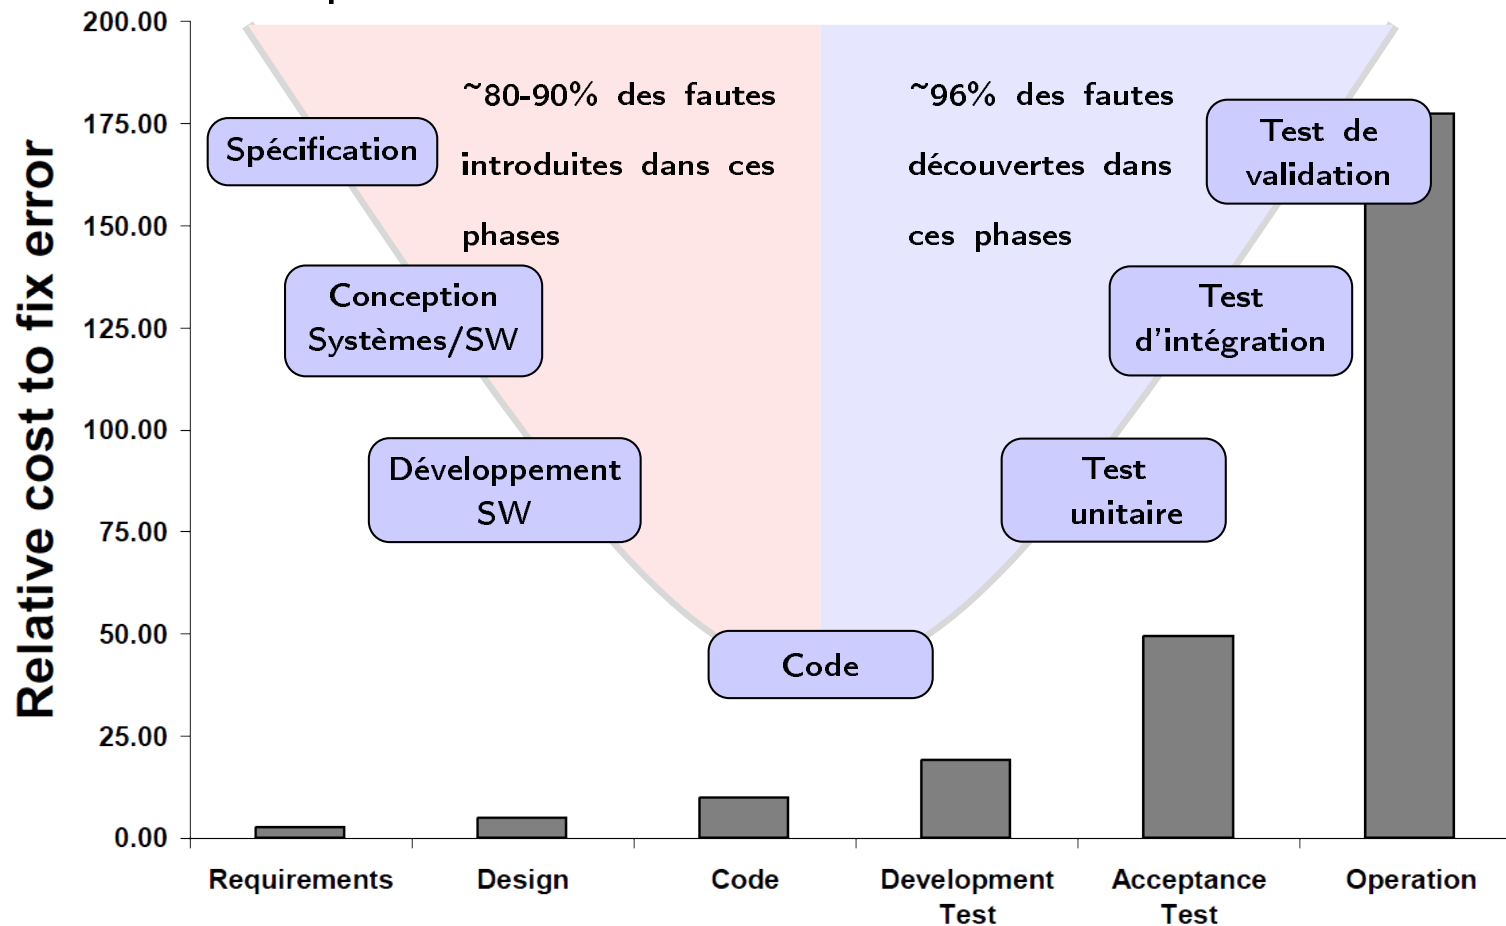 200.00
175.00
150.00
125.00
100.00
75.00
50.00
25.00
0.00
Relative cost to fix error
~80-90% des fautes
introduites dans ces
phases
~96% des fautes
découvertes dans
ces phases
Spécification
Conception
Systèmes/SW
Développement
SW
Code
Test de
validation
Test
d'intégration
Test
unitaire
Requirements
Design
Code
Development
Test
Acceptance
Test
Operation